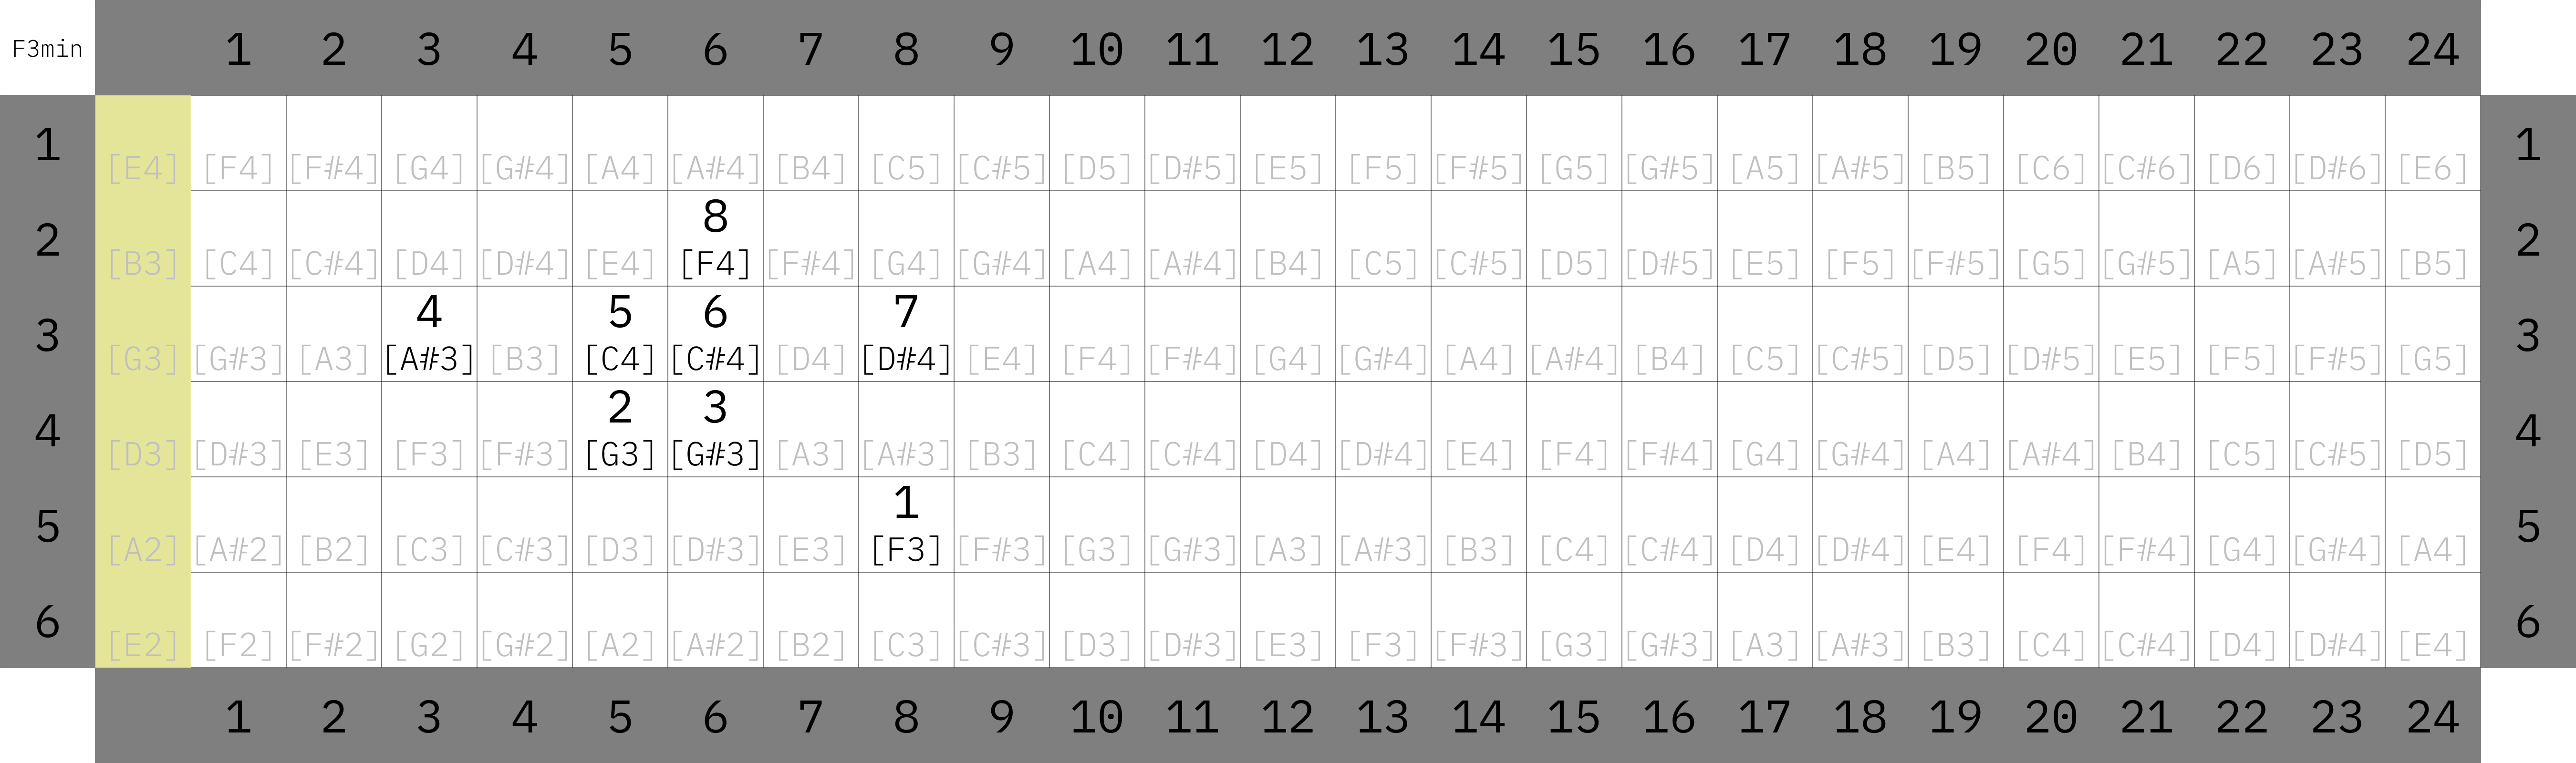 F3min 1 2 3 4 5 6 7 8 9 10 11 12 13 14 15 16 17 18 19 20 21 22 23 24
1 [E4] [F4] [F#4] [G4] [G#4] [A4] [A#4] [B4] [C5] [C#5] [D5] [D#5] [E5] [F5] [F#5] [G5] [G#5] [A5] [A#5] [B5] [C6] [C#6] [D6] [D#6] [E6] 1
8
2 [B3] [C4] [C#4] [D4] [D#4] [E4] [F4] [F#4] [G4] [G#4] [A4] [A#4] [B4] [C5] [C#5] [D5] [D#5] [E5] [F5] [F#5] [G5] [G#5] [A5] [A#5] [B5] 2
4 5 6 7
3 [G3] [G#3] [A3] [A#3] [B3] [C4] [C#4] [D4] [D#4] [E4] [F4] [F#4] [G4] [G#4] [A4] [A#4] [B4] [C5] [C#5] [D5] [D#5] [E5] [F5] [F#5] [G5] 3
2 3
4 [D3] [D#3] [E3] [F3] [F#3] [G3] [G#3] [A3] [A#3] [B3] [C4] [C#4] [D4] [D#4] [E4] [F4] [F#4] [G4] [G#4] [A4] [A#4] [B4] [C5] [C#5] [D5] 4
1
5 [A2] [A#2] [B2] [C3] [C#3] [D3] [D#3] [E3] [F3] [F#3] [G3] [G#3] [A3] [A#3] [B3] [C4] [C#4] [D4] [D#4] [E4] [F4] [F#4] [G4] [G#4] [A4] 5
6 [E2] [F2] [F#2] [G2] [G#2] [A2] [A#2] [B2] [C3] [C#3] [D3] [D#3] [E3] [F3] [F#3] [G3] [G#3] [A3] [A#3] [B3] [C4] [C#4] [D4] [D#4] [E4] 6
1 2 3 4 5 6 7 8 9 10 11 12 13 14 15 16 17 18 19 20 21 22 23 24